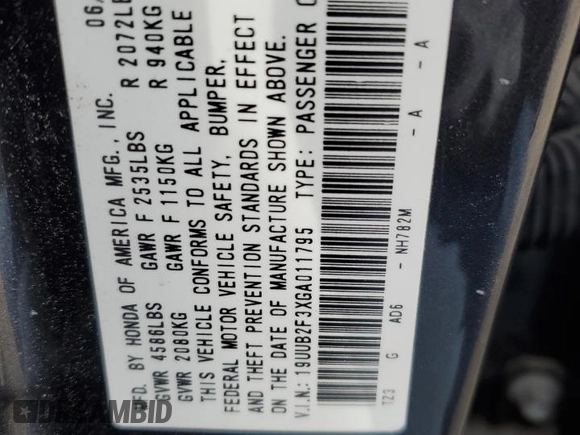 MFD. BY HONDA OF AMERICA MFG., INC. 06
GVWR 4586LBS GAWR F 2535LBS R 2072LB
GVWR 2080KG GAWR F 1150KG R 940KG
THIS VEHICLE CONFORMS TO ALL APPLICABLE
FEDERAL MOTOR VEHICLE SAFETY, BUMPER,
AND THEFT PREVENTION STANDARDS IN EFFECT
ON THE DATE OF MANUFACTURE SHOWN ABOVE.
V.I.N.: 19UUB2F3XGA011795 TYPE: PASSENGER C
TZ3 G AD6 - NH782M - A - A